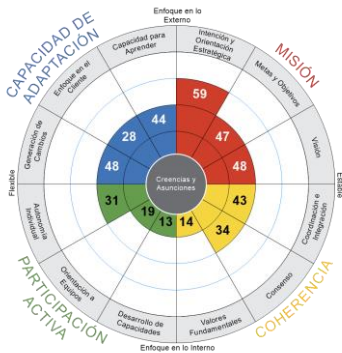 Enfoque en lo
Externo
CAPACIDAD DE
ADAPTACIÓN
MISIÓN
Capacidad para
Aprender
Intención y
Orientación
Estratégica
Enfoque en el
Cliente
Metas y Objetivos
Generación de
Cambios
Visión
59
44
47
28
48
48
Flexible
Estable
Creencias y
Asunciones
31
43
19
13
14
34
Autonomía
Individual
Coordinación e
Integración
Orientación a
Equipos
Consenso
Desarrollo de
Capacidades
Valores
Fundamentales
PARTICIPACIÓN
ACTIVA
COHERENCIA
Enfoque en lo Interno